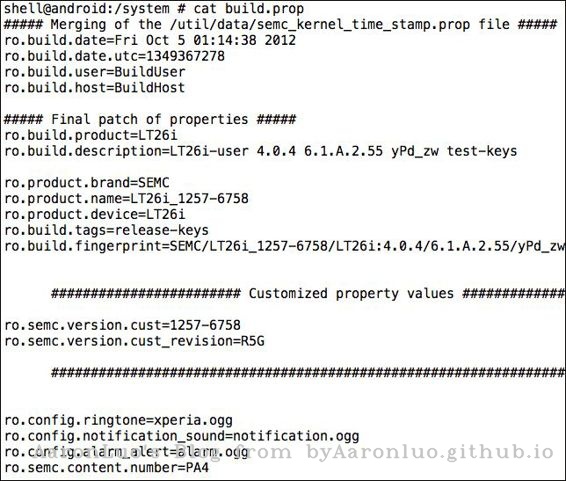 shell@android:/system # cat build.prop
##### Merging of the /util/data/semc_kernel_time_stamp.prop file #####
ro.build.date=Fri Oct 5 01:14:38 2012
ro.build.date.utc=1349367278
ro.build.user=BuildUser
ro.build.host=BuildHost
##### Final patch of properties #####
ro.build.product=LT26i
ro.build.description=LT26i-user 4.0.4 6.1.A.2.55 yPd_zw test-keys
ro.product.brand=SEMC
ro.product.name=LT26i_1257-6758
ro.product.device=LT26i
ro.build.tags=release-keys
ro.build.fingerprint=SEMC/LT26i_1257-6758/LT26i:4.0.4/6.1.A.2.55/yPd_zw
######################## Customized property values #############
ro.semc.version.cust=1257-6758
ro.semc.version.cust_revision=R5G
#################################################################
ro.config.ringtone=xperia.ogg
ro.config.notification_sound=notification.ogg
ro.config.alarm_alert=alarm.ogg
AaronLuo's Blog from byAaronluo.github.io
ro.semc.content.number=PA4